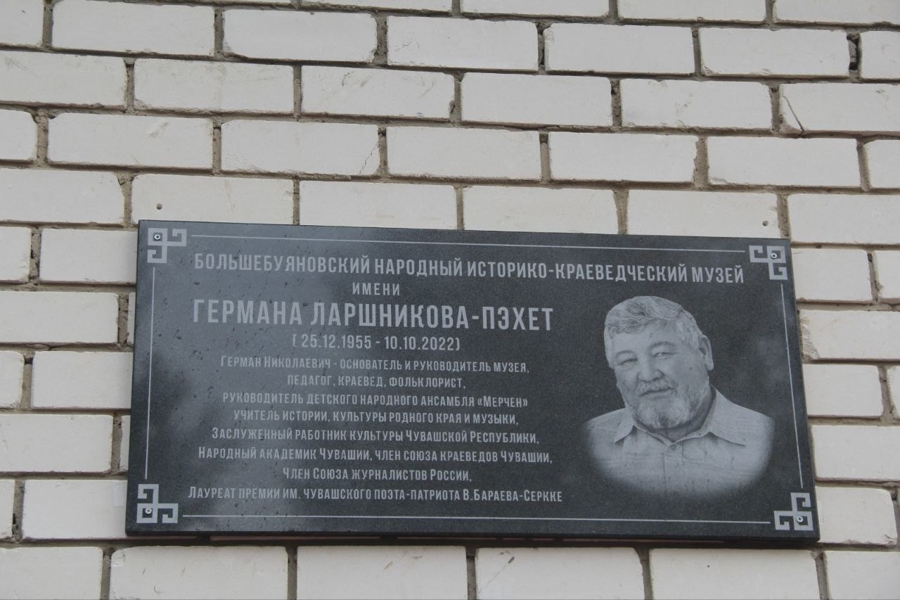 БОЛЬШЕБУЯНОВСКИЙ НАРОДНЫЙ ИСТОРИКО-КРАЕВЕДЧЕСКИЙ МУЗЕЙ
ИМЕНИ
ГЕРМАНА ЛАРШНИКОВА-ПЭХЕТ
( 25.12.1955 - 10.10.2022)
ГЕРМАН НИКОЛАЕВИЧ - ОСНОВАТЕЛЬ И РУКОВОДИТЕЛЬ МУЗЕЯ,
ПЕДАГОГ, КРАЕВЕД, ФОЛЬКЛОРИСТ,
РУКОВОДИТЕЛЬ ДЕТСКОГО НАРОДНОГО АНСАМБЛЯ «МЕРЧЕН»
УЧИТЕЛЬ ИСТОРИИ, КУЛЬТУРЫ РОДНОГО КРАЯ И МУЗЫКИ,
ЗАСЛУЖЕННЫЙ РАБОТНИК КУЛЬТУРЫ ЧУВАШСКОЙ РЕСПУБЛИКИ,
НАРОДНЫЙ АКАДЕМИК ЧУВАШИИ, ЧЛЕН СОЮЗА КРАЕВЕДОВ ЧУВАШИИ,
ЧЛЕН СОЮЗА ЖУРНАЛИСТОВ РОССИИ,
ЛАУРЕАТ ПРЕМИИ ИМ. ЧУВАШСКОГО ПОЭТА-ПАТРИОТА В.БАРАЕВА-СЕРККЕ